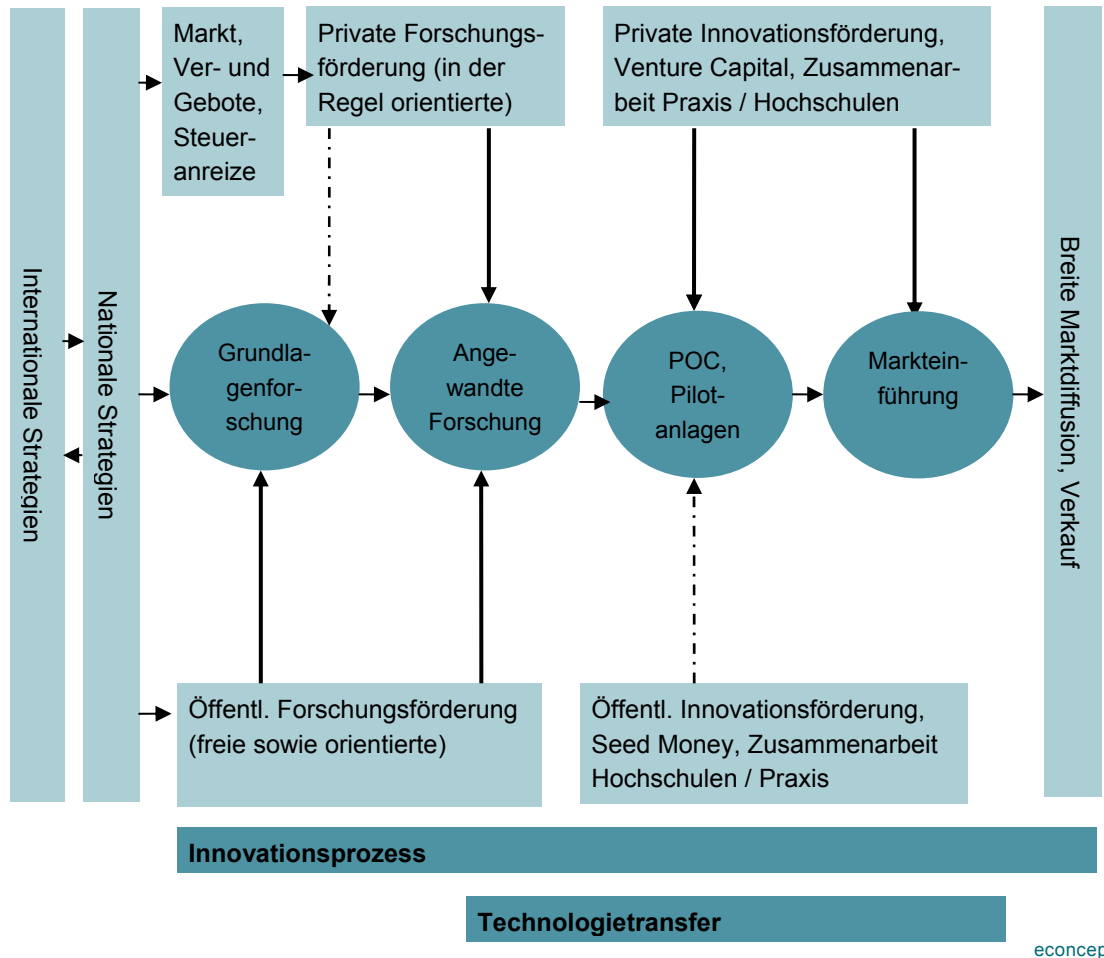 Markt,
Ver- und
Gebote,
Steuer-
anreize
Private Forschungs-
förderung (in der
Regel orientierte)
Private Innovationsförderung,
Venture Capital, Zusammenar-
beit Praxis / Hochschulen
Internationale Strategien
Nationale Strategien
Grundla-
genfor-
schung
Ange-
wandte
Forschung
POC,
Pilot-
anlagen
Marktein-
führung
Breite Marktdiffusion, Verkauf
Öffentl. Forschungsförderung
(freie sowie orientierte)
Öffentl. Innovationsförderung,
Seed Money, Zusammenarbeit
Hochschulen / Praxis
Innovationsprozess
Technologietransfer
econcep